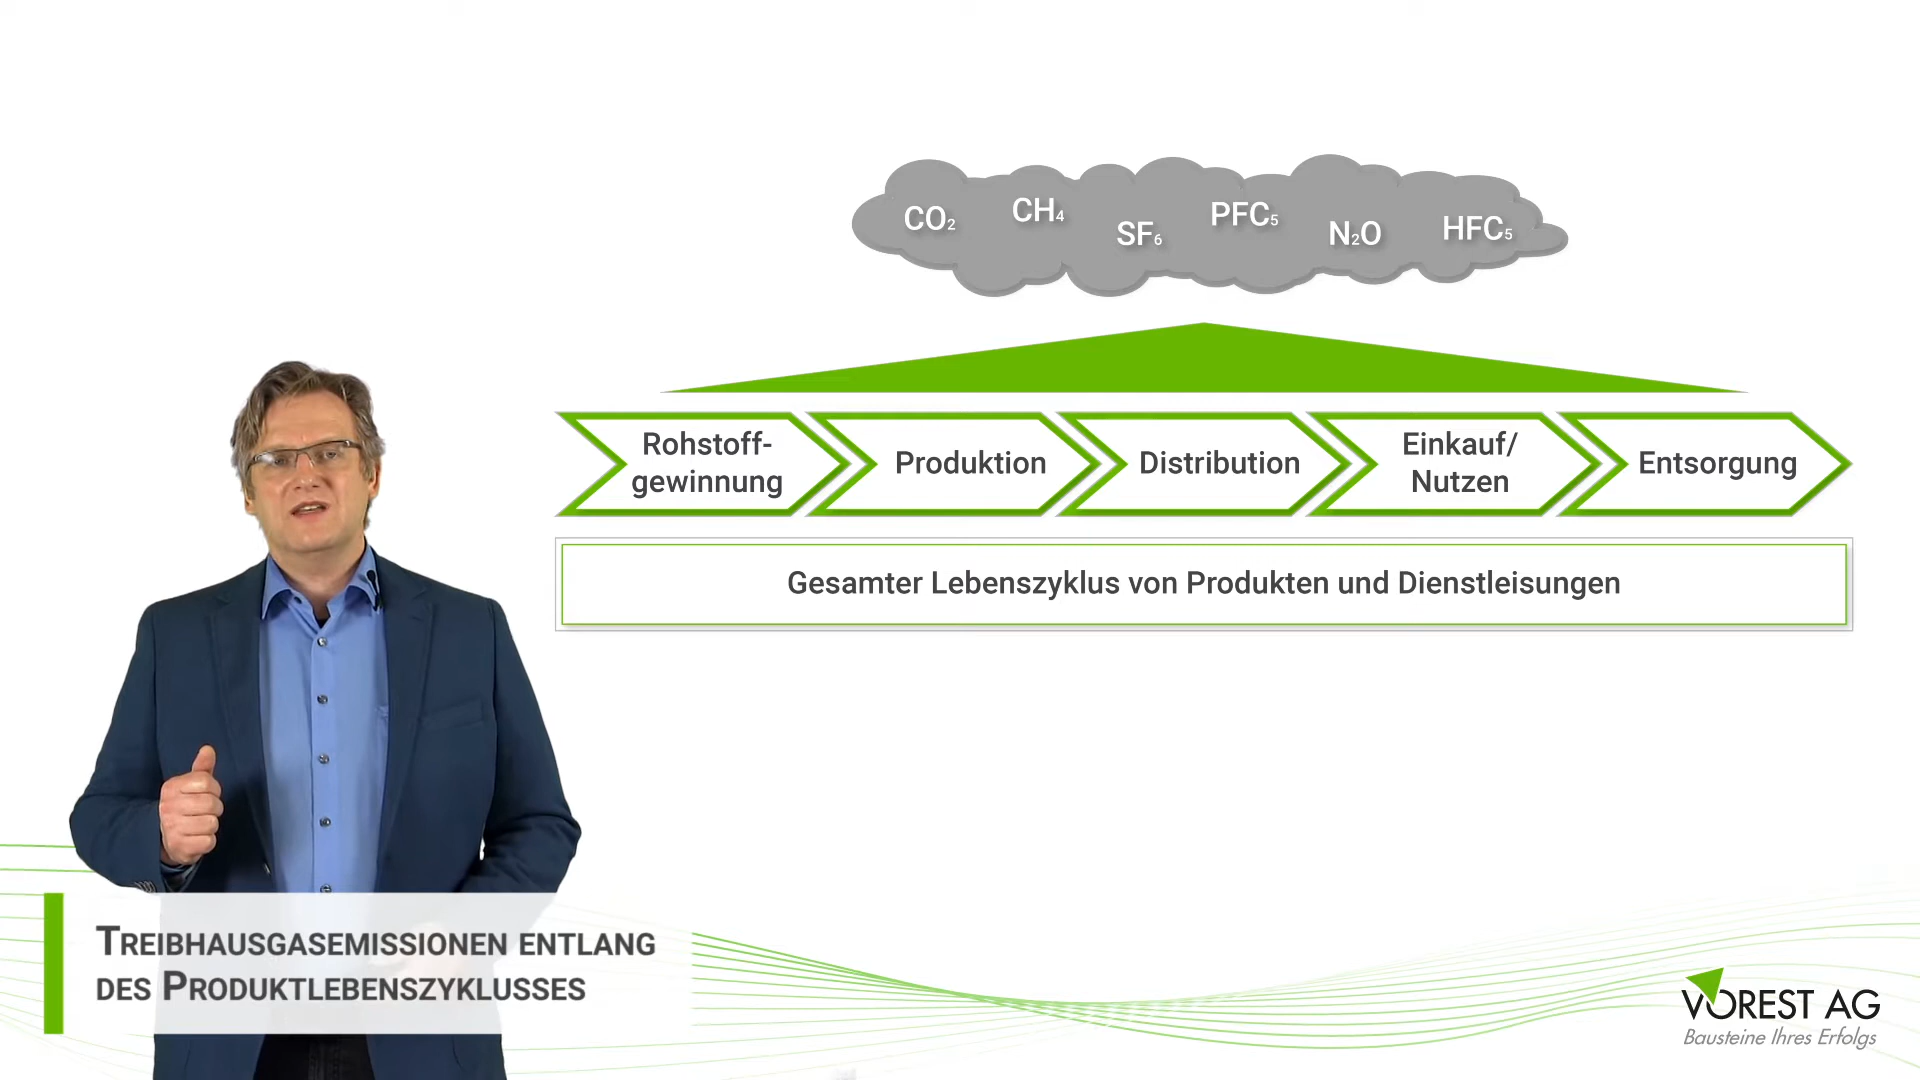 CO₂ CH₄ SF₆ PFC₅ N₂O HFC₅
Rohstoff-
gewinnung
Produktion
Distribution
Einkauf/
Nutzen
Entsorgung
Gesamter Lebenszyklus von Produkten und Dienstleisungen
TREIBHAUSGASEMISSIONEN ENTLANG
DES PRODUKTLEBENSZYKLUSSES
VOREST AG
Bausteine Ihres Erfolgs